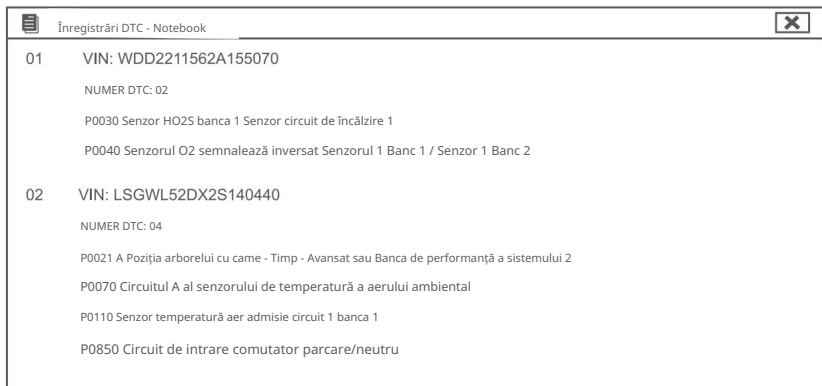 Înregistrări DTC - Notebook
01 VIN: WDD2211562A155070
NUMER DTC: 02
P0030 Senzor HO2S banca 1 Senzor circuit de încălzire 1
P0040 Senzorul O2 semnalează inversat Senzorul 1 Banc 1 / Senzor 1 Banc 2
02 VIN: LSGWL52DX2S140440
NUMER DTC: 04
P0021 A Poziția arborelui cu came - Timp - Avansat sau Banca de performanță a sistemului 2
P0070 Circuitul A al senzorului de temperatură a aerului ambiental
P0110 Senzor temperatură aer admisie circuit 1 banca 1
P0850 Circuit de intrare comutator parcare/neutru